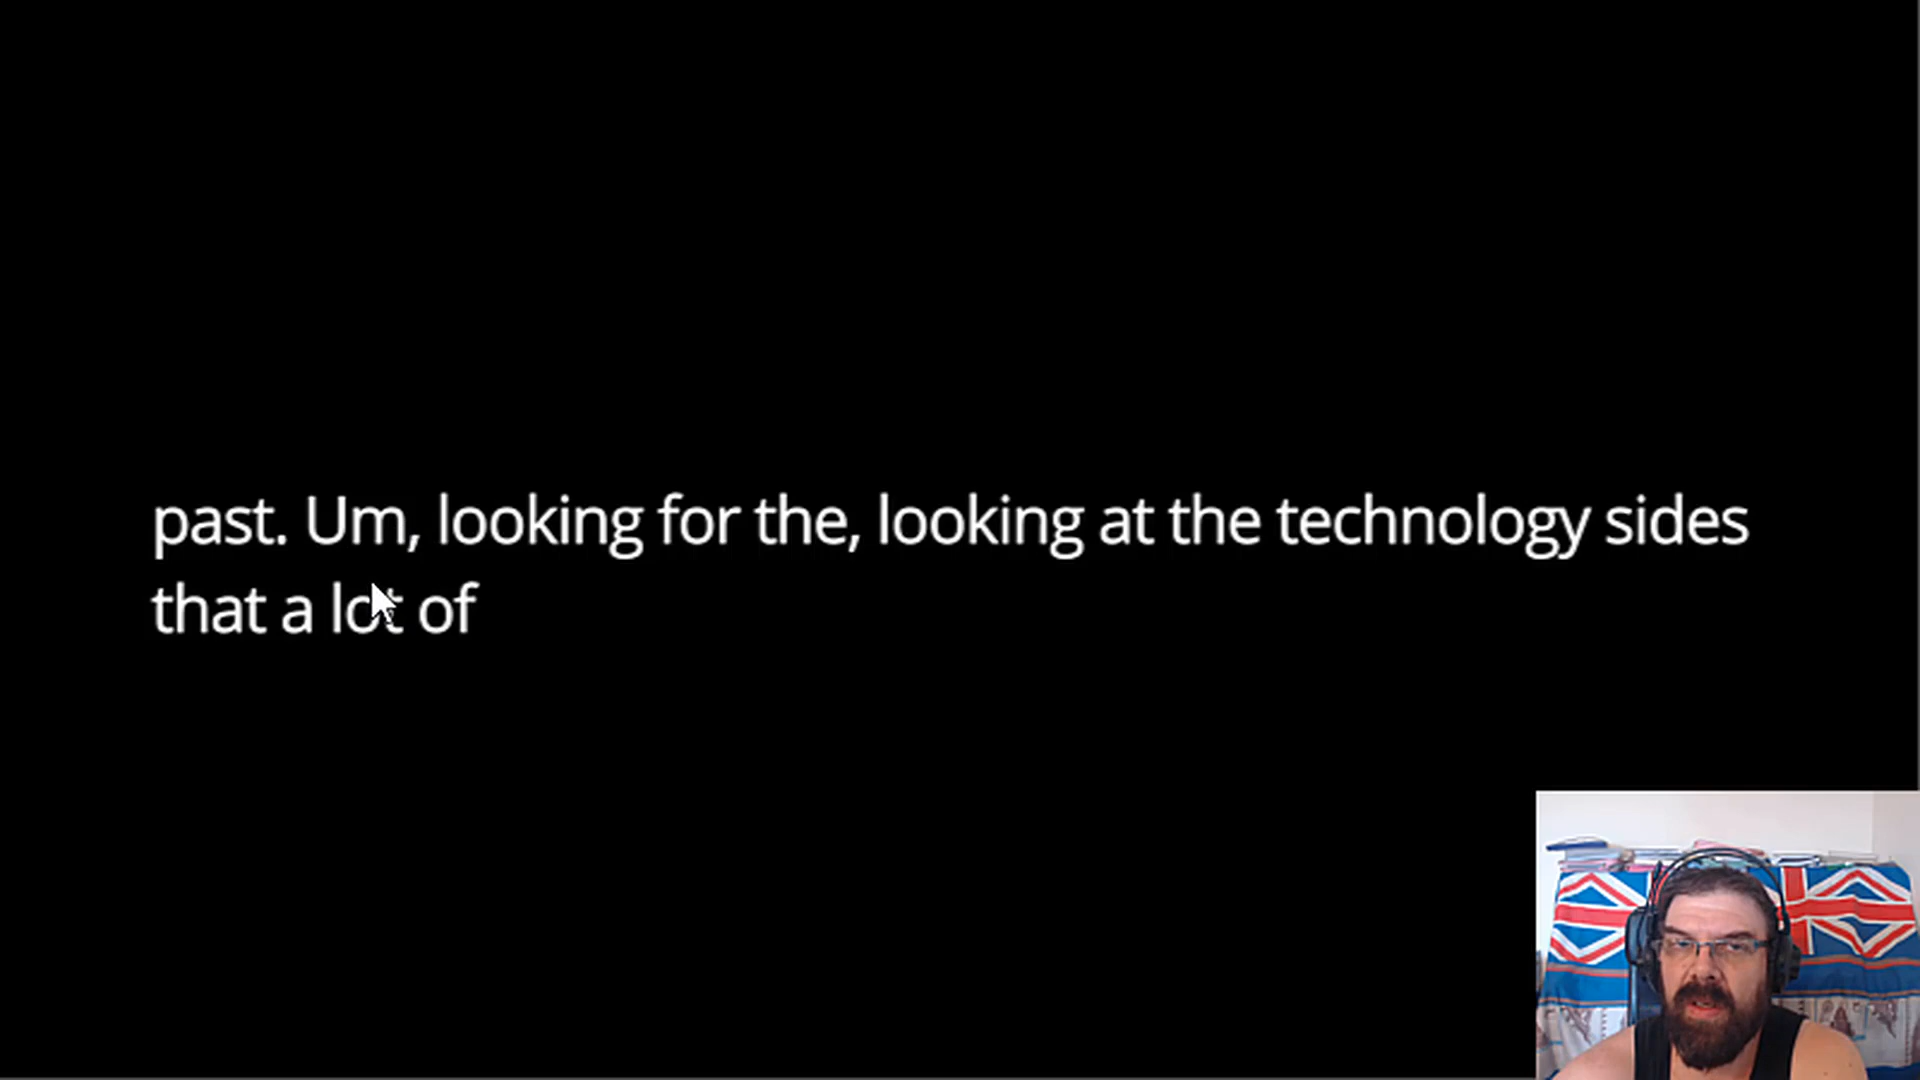 past. Um, looking for the, looking at the technology sides
that a lot of